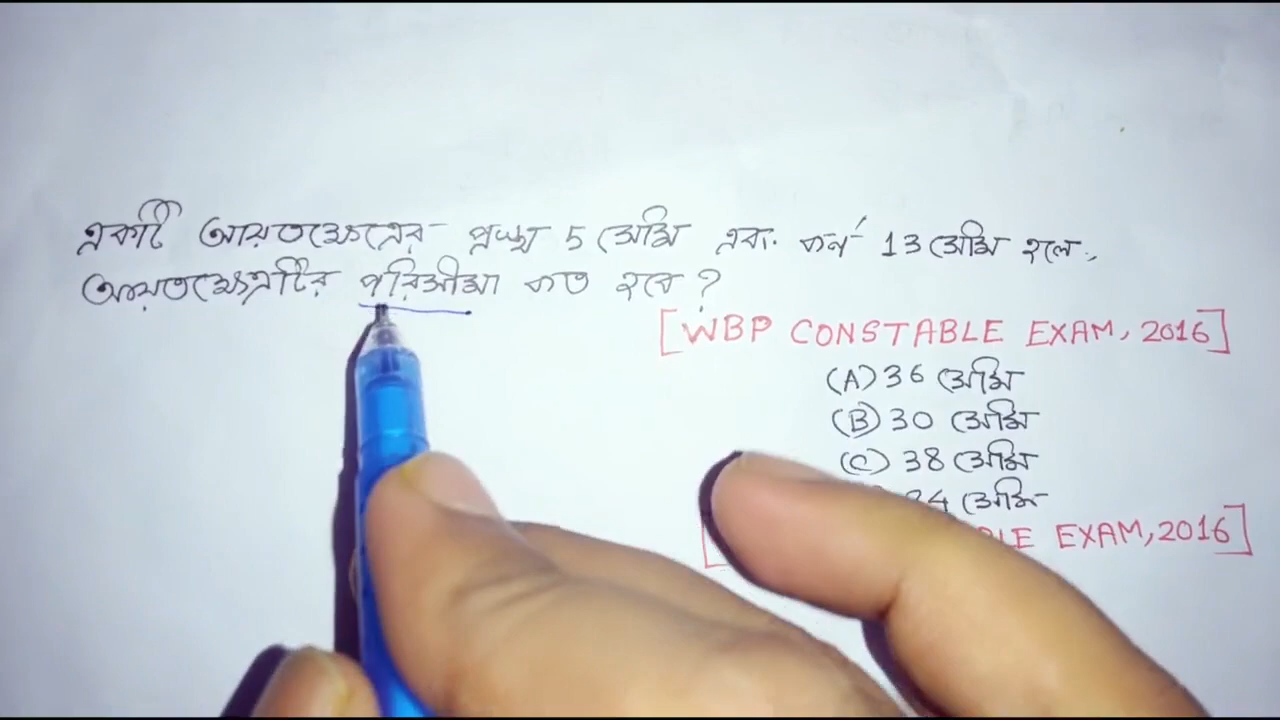 একটি আয়তক্ষেত্রের প্রস্থ 5 সেমি এবং কর্ণ 13 সেমি হলে,
আয়তক্ষেত্রটির পরিসীমা কত হবে ?
[WBP CONSTABLE EXAM, 2016]
(A) 36 সেমি
(B) 30 সেমি
(C) 38 সেমি
34 সেমি
EXAM, 2016]